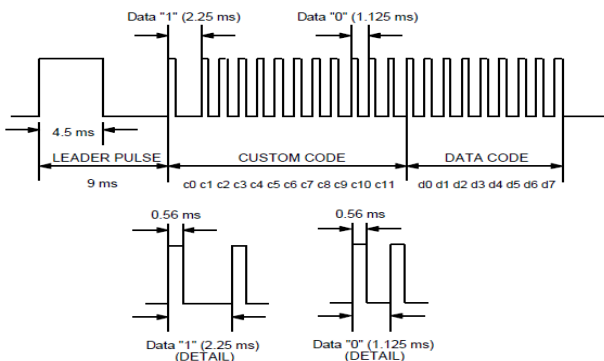 Data "1" (2.25 ms) Data "0" (1.125 ms)
4.5 ms
LEADER PULSE CUSTOM CODE DATA CODE
9 ms c0 c1 c2 c3 c4 c5 c6 c7 c8 c9 c10 c11 d0 d1 d2 d3 d4 d5 d6 d7
0.56 ms 0.56 ms
Data "1" (2.25 ms) Data "0" (1.125 ms)
(DETAIL) (DETAIL)